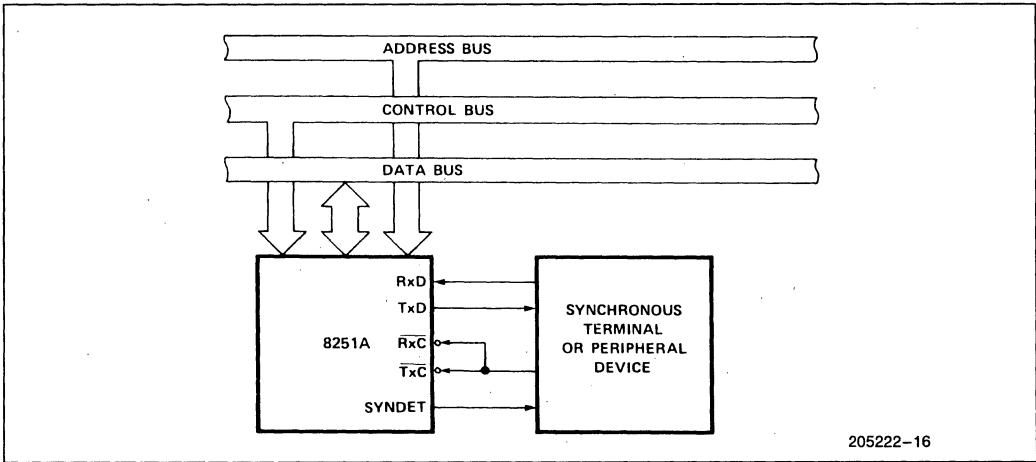 ADDRESS BUS
CONTROL BUS
DATA BUS
RxD
TxD
8251A
RxC
TxC
SYNDET
SYNCHRONOUS
TERMINAL
OR PERIPHERAL
DEVICE
205222-16